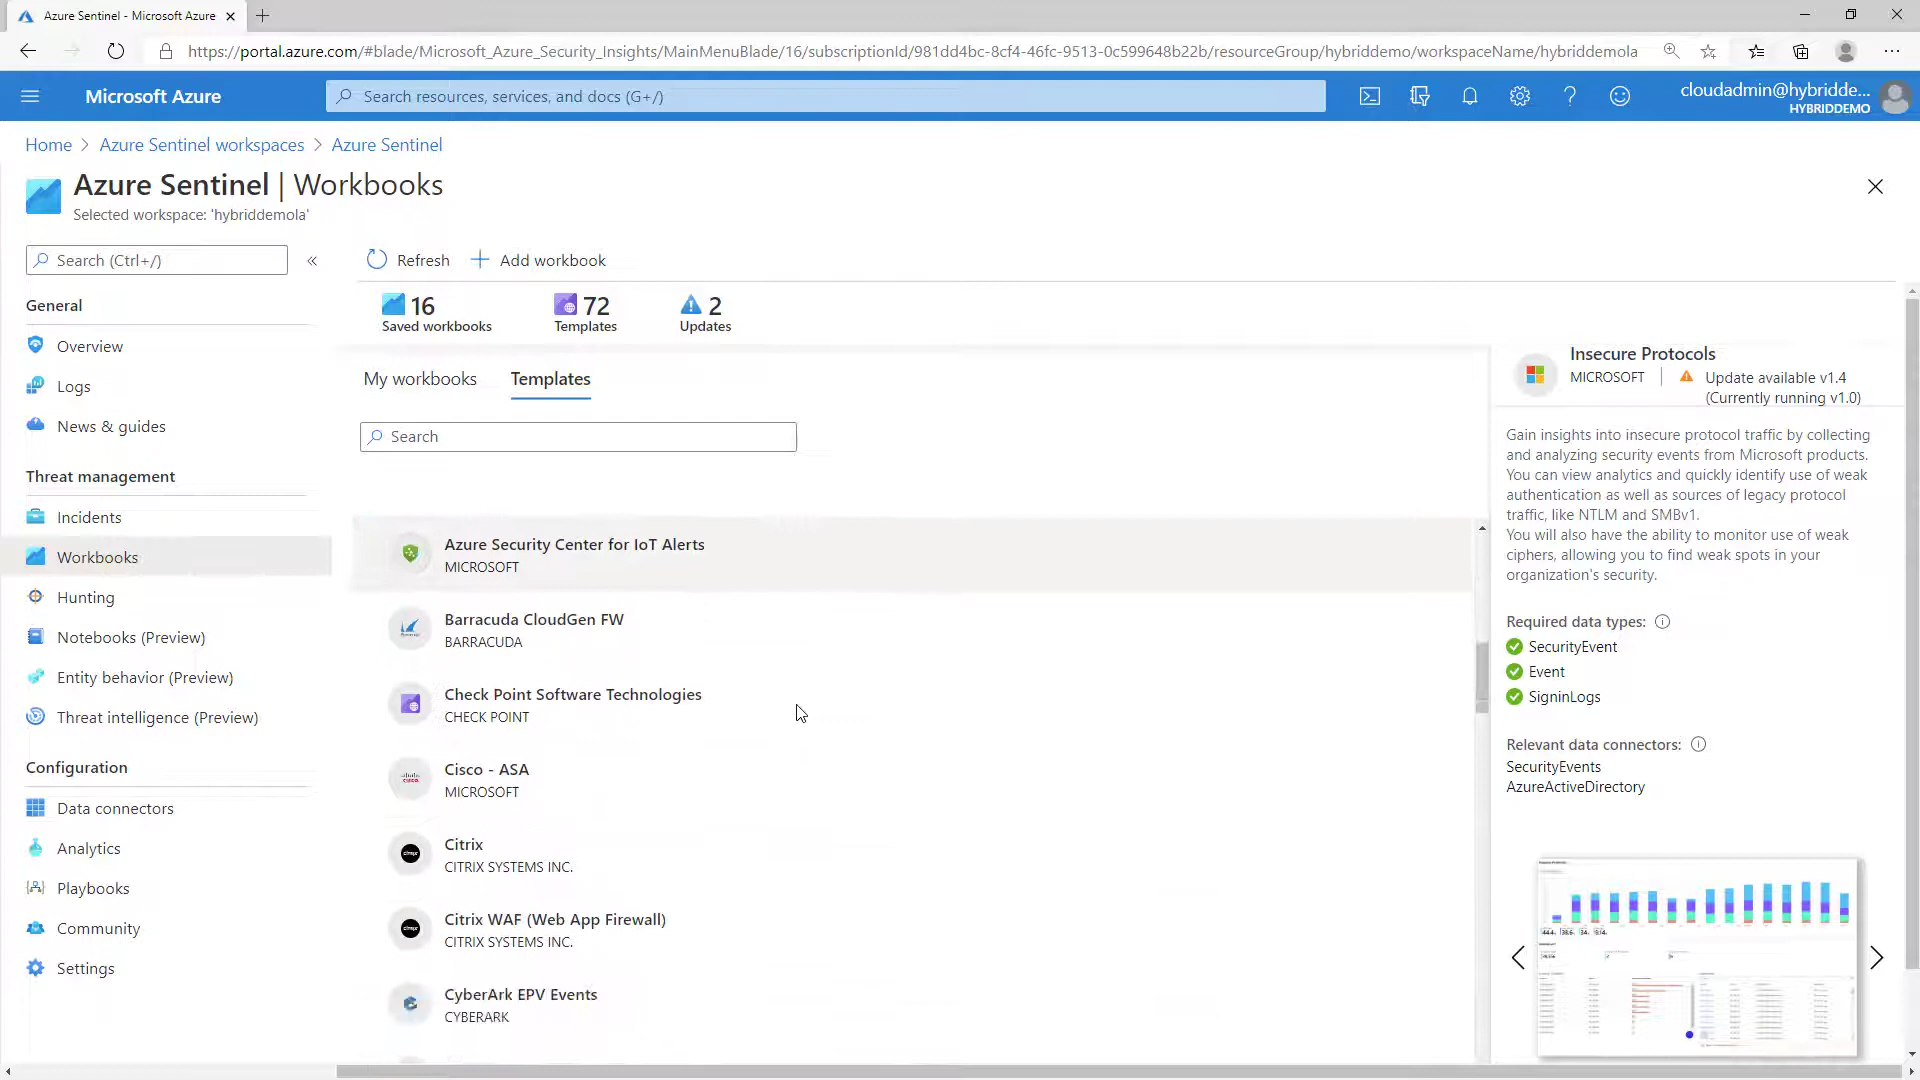 Azure Sentinel - Microsoft Azure
https://portal.azure.com/#blade/Microsoft_Azure_Security_Insights/MainMenuBlade/16/subscriptionId/981dd4bc-8cf4-46fc-9513-0c599648b22b/resourceGroup/hybriddemo/workspaceName/hybriddemola
Microsoft Azure
Search resources, services, and docs (G+/)
cloudadmin@hybridde...
HYBRIDDEMO
Home > Azure Sentinel workspaces > Azure Sentinel
Azure Sentinel | Workbooks
Selected workspace: 'hybriddemola'
Search (Ctrl+/)
«
General
Overview
Logs
News & guides
Threat management
Incidents
Workbooks
Hunting
Notebooks (Preview)
Entity behavior (Preview)
Threat intelligence (Preview)
Configuration
Data connectors
Analytics
Playbooks
Community
Settings
Refresh
Add workbook
16
Saved workbooks
72
Templates
2
Updates
My workbooks
Templates
Search
Azure Security Center for IoT Alerts
MICROSOFT
Barracuda CloudGen FW
BARRACUDA
Check Point Software Technologies
CHECK POINT
Cisco - ASA
MICROSOFT
Citrix
CITRIX SYSTEMS INC.
Citrix WAF (Web App Firewall)
CITRIX SYSTEMS INC.
CyberArk EPV Events
CYBERARK
Insecure Protocols
MICROSOFT
Update available v1.4
(Currently running v1.0)
Gain insights into insecure protocol traffic by collecting
and analyzing security events from Microsoft products.
You can view analytics and quickly identify use of weak
authentication as well as sources of legacy protocol
traffic, like NTLM and SMBv1.
You will also have the ability to monitor use of weak
ciphers, allowing you to find weak spots in your
organization's security.
Required data types:
SecurityEvent
Event
SigninLogs
Relevant data connectors:
SecurityEvents
AzureActiveDirectory